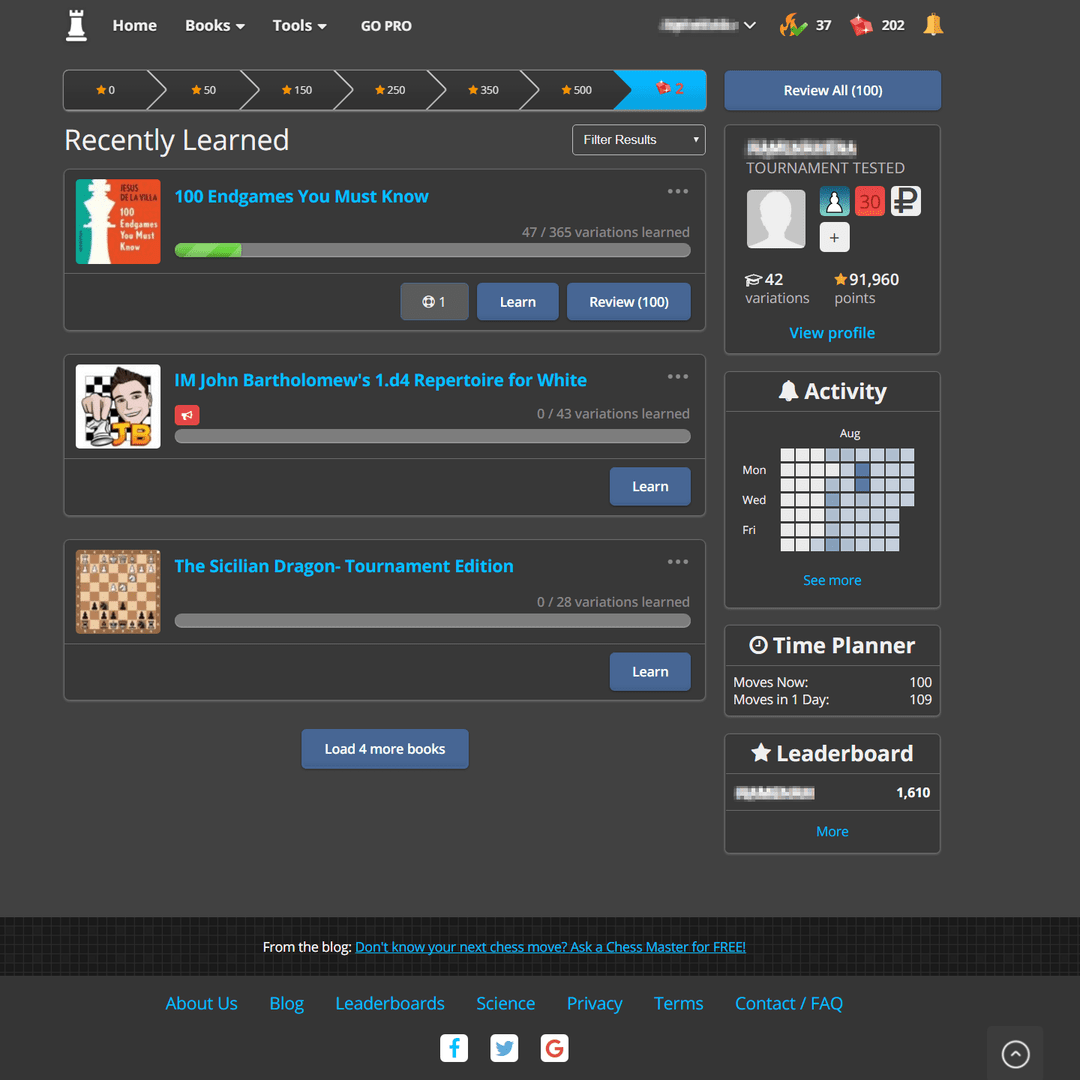 Home Books Tools GO PRO 37 202
0 50 150 250 350 500 2
Review All (100)
Recently Learned
Filter Results
JESUS
DE LA VILLA
100
Endgames
You Must
Know
100 Endgames You Must Know
47 / 365 variations learned
1 Learn Review (100)
JB
IM John Bartholomew's 1.d4 Repertoire for White
0 / 43 variations learned
Learn
The Sicilian Dragon- Tournament Edition
0 / 28 variations learned
Learn
Load 4 more books
TOURNAMENT TESTED
30
+
42 91,960
variations points
View profile
Activity
Aug
Mon
Wed
Fri
See more
Time Planner
Moves Now: 100
Moves in 1 Day: 109
Leaderboard
1,610
More
From the blog: Don't know your next chess move? Ask a Chess Master for FREE!
About Us Blog Leaderboards Science Privacy Terms Contact / FAQ